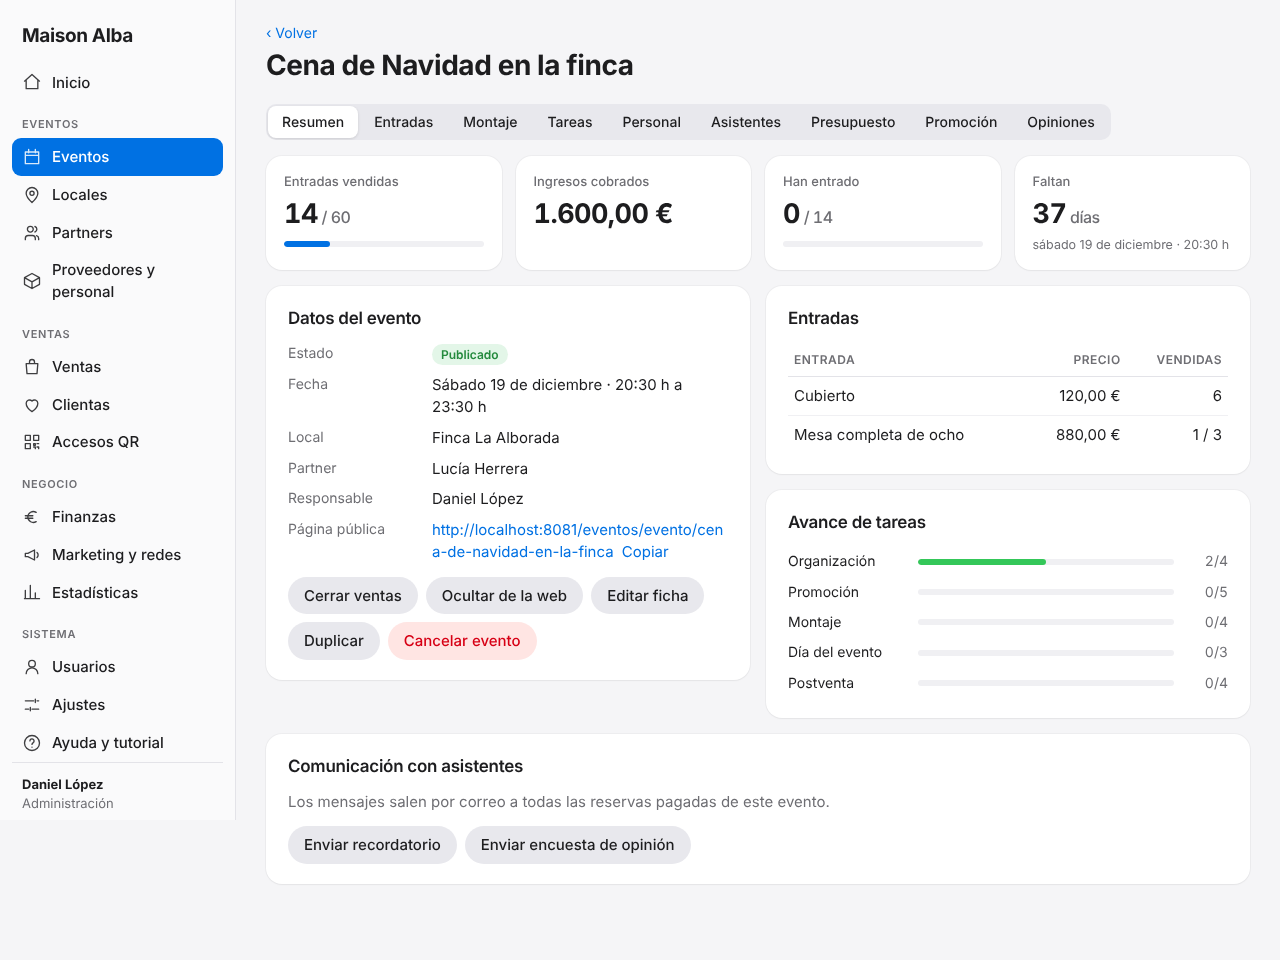 Maison Alba
Inicio
EVENTOS
Eventos
Locales
Partners
Proveedores y
personal
VENTAS
Ventas
Clientas
Accesos QR
NEGOCIO
Finanzas
Marketing y redes
Estadísticas
SISTEMA
Usuarios
Ajustes
Ayuda y tutorial
Daniel López
Administración
‹ Volver
Cena de Navidad en la finca
Resumen Entradas Montaje Tareas Personal Asistentes Presupuesto Promoción Opiniones
Entradas vendidas
14 / 60
Ingresos cobrados
1.600,00 €
Han entrado
0 / 14
Faltan
37 días
sábado 19 de diciembre · 20:30 h
Datos del evento
Estado Publicado
Fecha Sábado 19 de diciembre · 20:30 h a
23:30 h
Local Finca La Alborada
Partner Lucía Herrera
Responsable Daniel López
Página pública http://localhost:8081/eventos/evento/cen
a-de-navidad-en-la-finca Copiar
Cerrar ventas Ocultar de la web Editar ficha
Duplicar Cancelar evento
Entradas
ENTRADA PRECIO VENDIDAS
Cubierto 120,00 € 6
Mesa completa de ocho 880,00 € 1 / 3
Avance de tareas
Organización 2/4
Promoción 0/5
Montaje 0/4
Día del evento 0/3
Postventa 0/4
Comunicación con asistentes
Los mensajes salen por correo a todas las reservas pagadas de este evento.
Enviar recordatorio Enviar encuesta de opinión